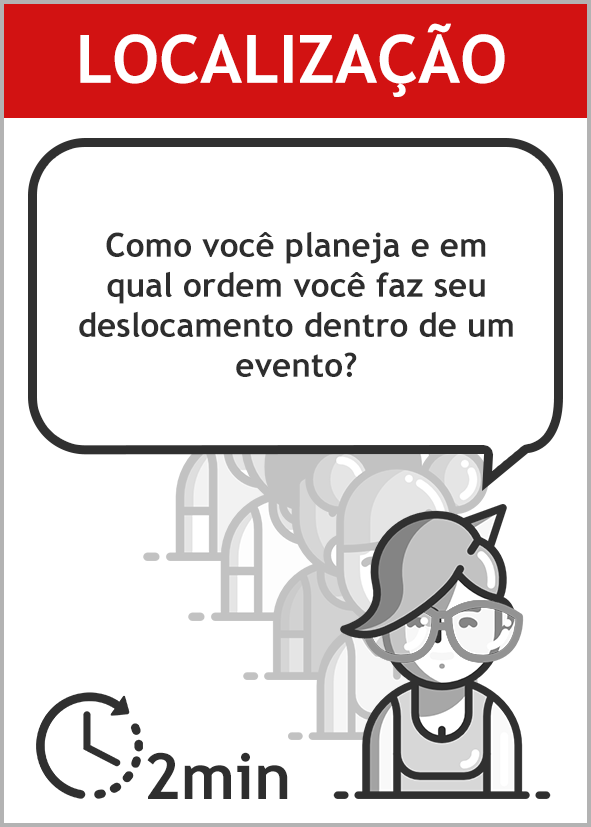 LOCALIZAÇÃO
Como você planeja e em
qual ordem você faz seu
deslocamento dentro de um
evento?
2min